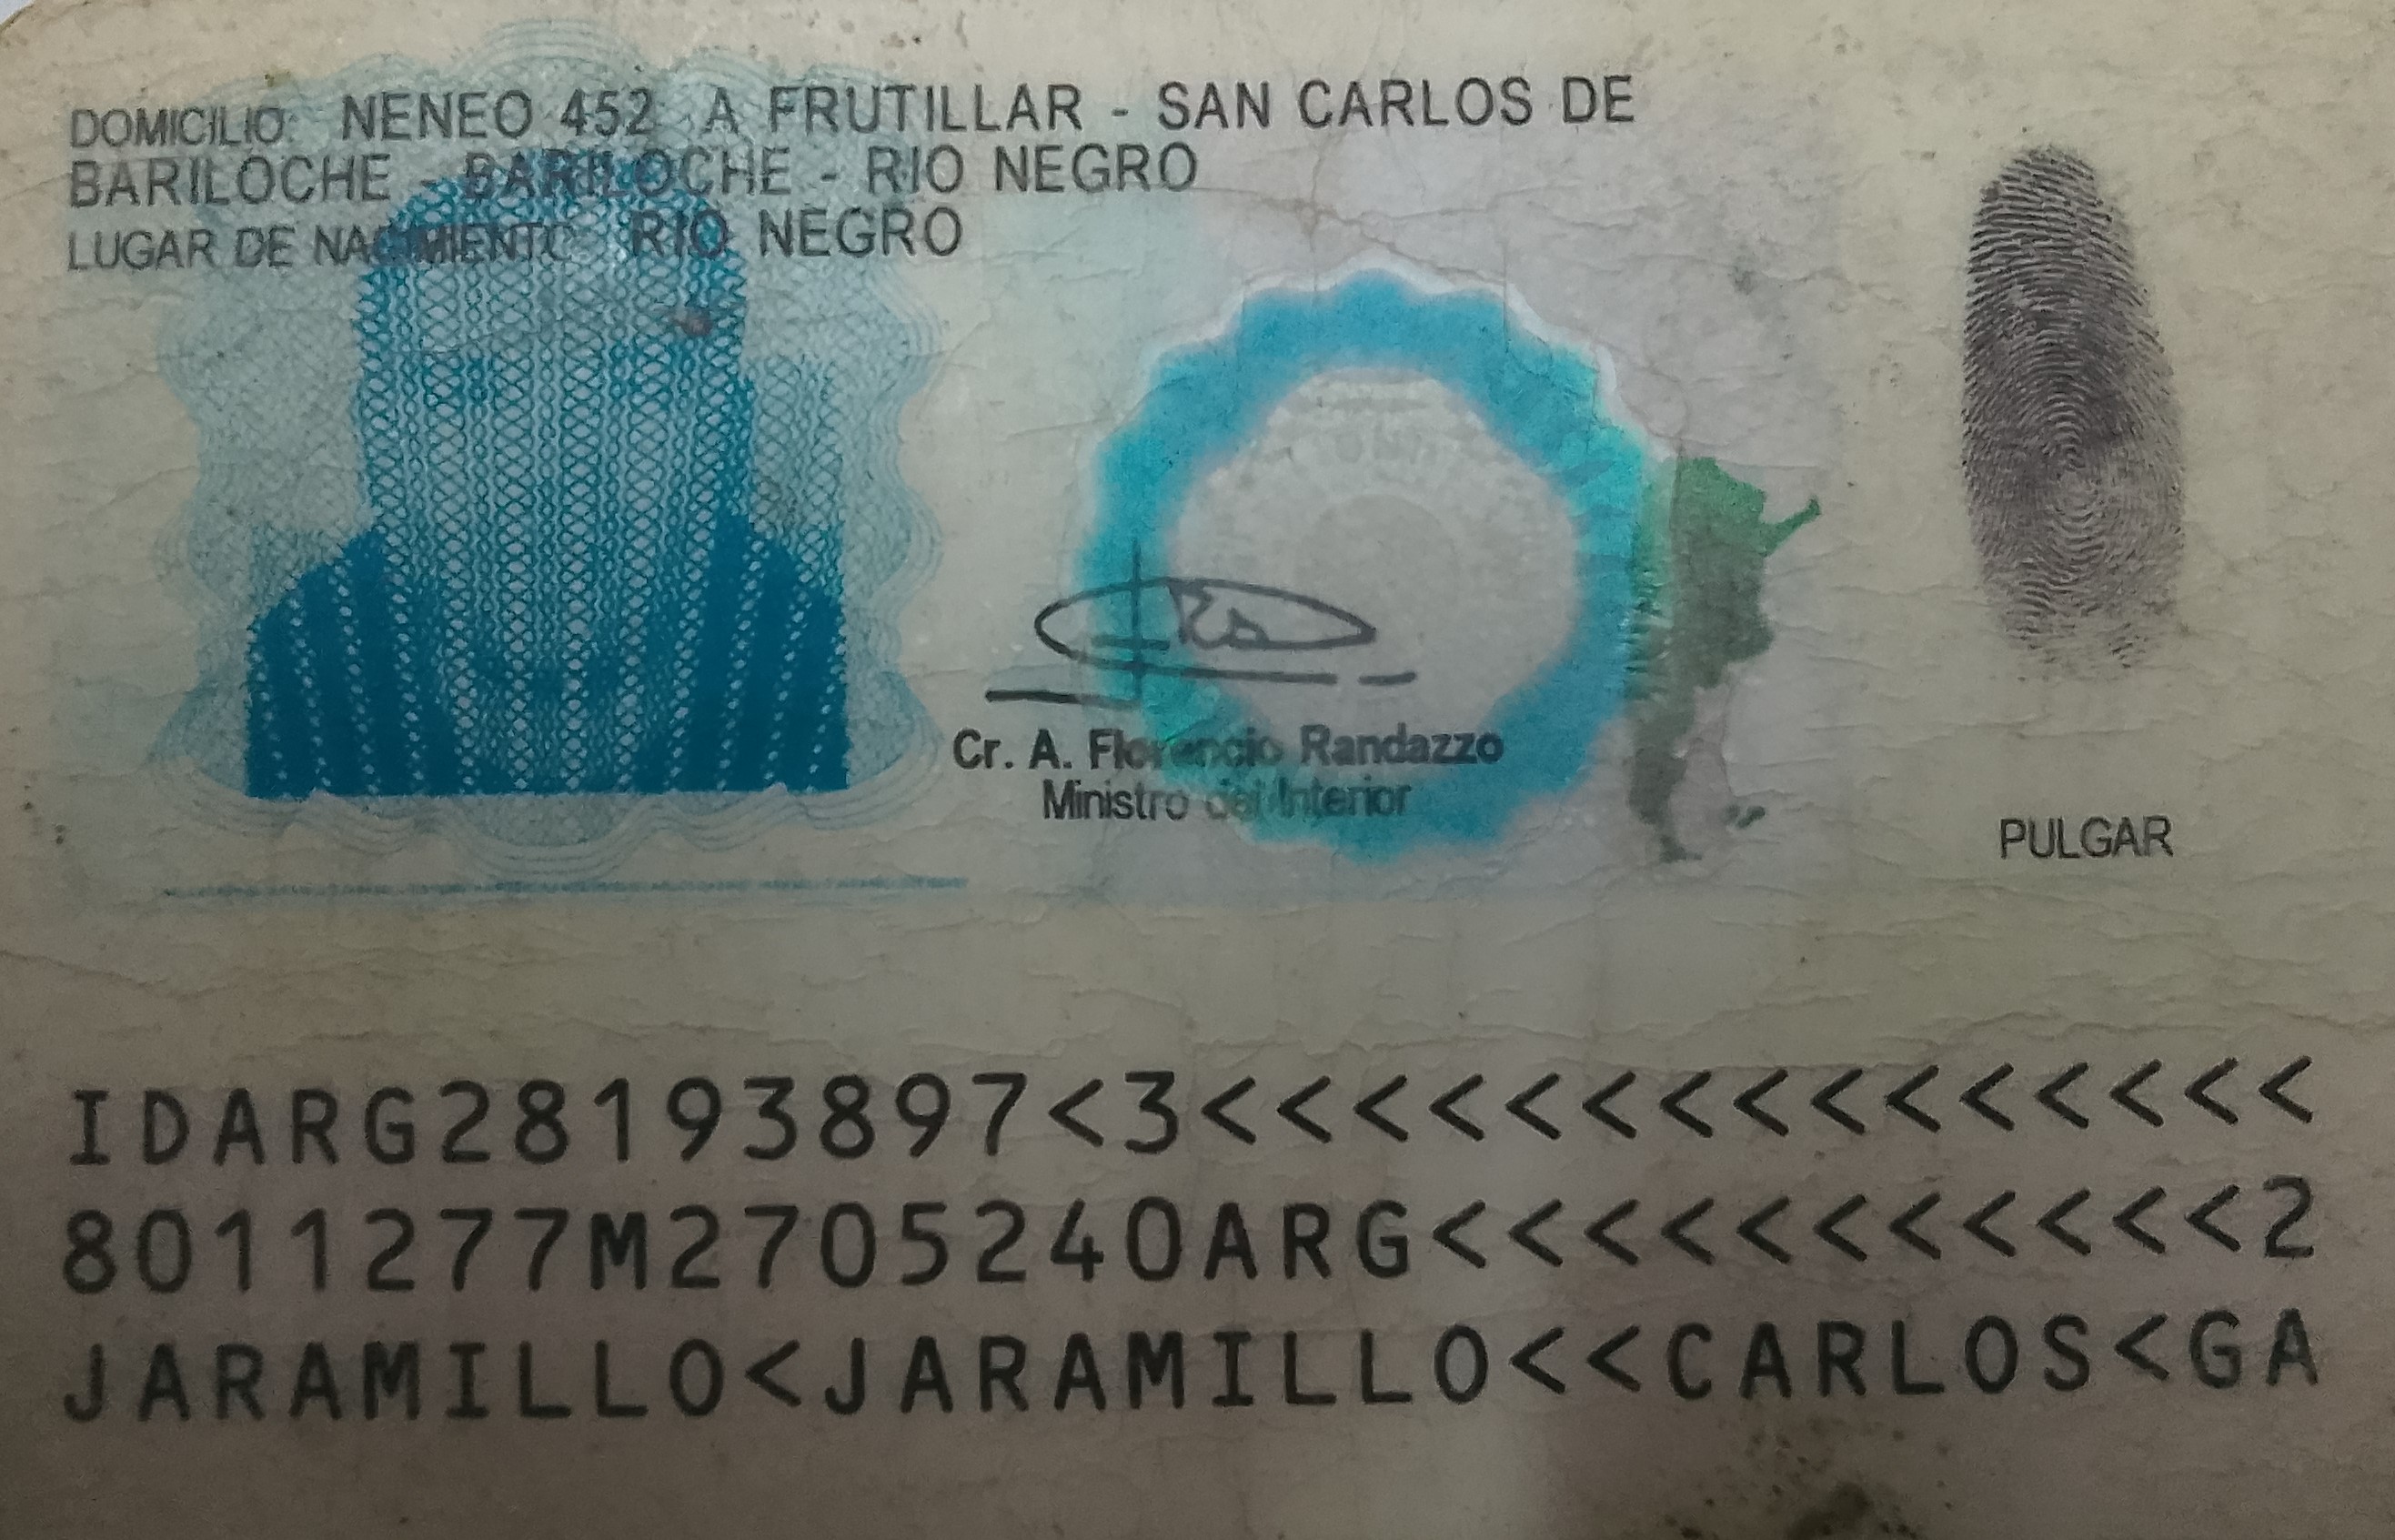 DOMICILIO: NENEO 452 A FRUTILLAR - SAN CARLOS DE
BARILOCHE - BARILOCHE - RIO NEGRO
LUGAR DE NACIMIENTO: RIO NEGRO
Cr. A. Florencio Randazzo
Ministro del Interior
PULGAR
IDARG28193897<3<<<<<<<<<<<<<<<
8011277M2705240ARG<<<<<<<<<<<2
JARAMILLO<JARAMILLO<<CARLOS<GA